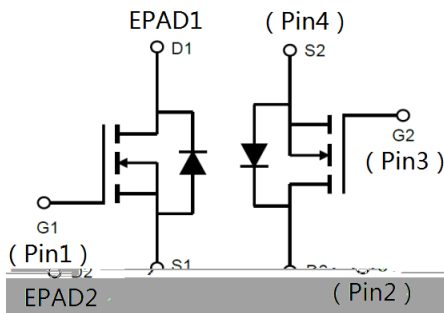 EPAD1 (Pin4)
D1 S2
G2
(Pin3)
G1
(Pin1)
S1
EPAD2 (Pin2)